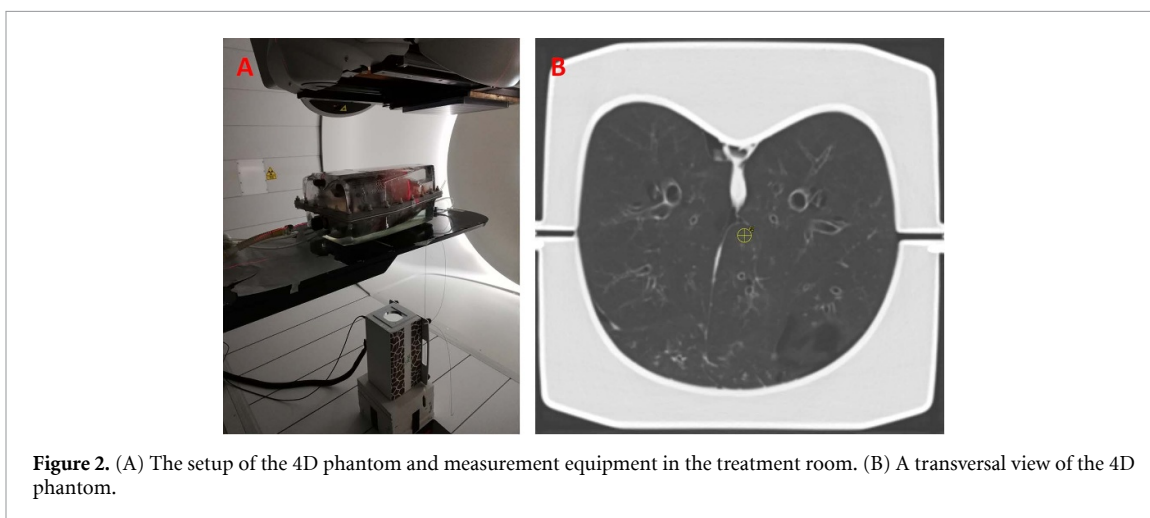 A
B
Figure 2. (A) The setup of the 4D phantom and measurement equipment in the treatment room. (B) A transversal view of the 4D
phantom.